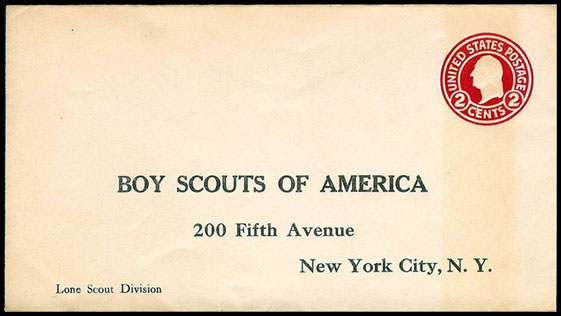 UNITED STATES POSTAGE
2 CENTS 2
BOY SCOUTS OF AMERICA
200 Fifth Avenue
New York City, N. Y.
Lone Scout Division